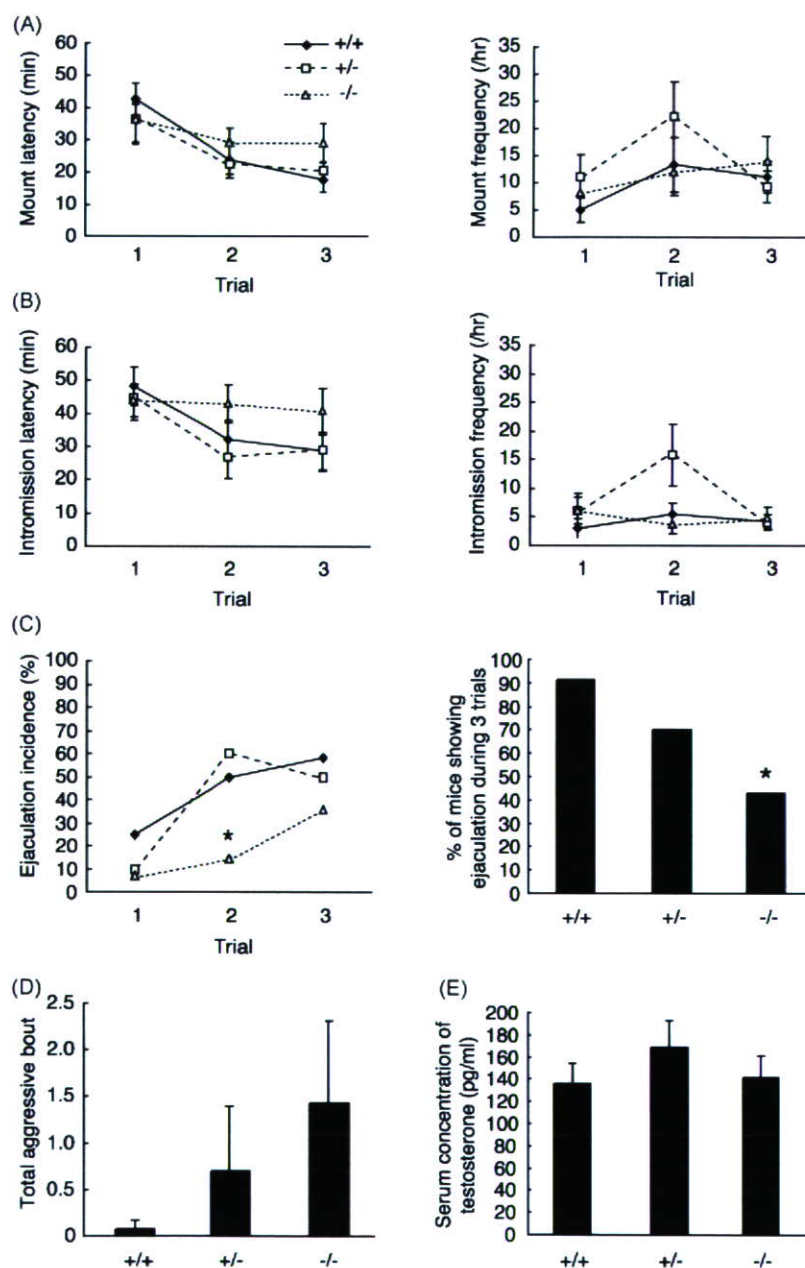 (A)
Mount latency (min)
60
50
40
30
20
10
0
1 2 3
Trial
+/+
+/-
-/-
Mount frequency (/hr)
35
30
25
20
15
10
5
0
1 2 3
Trial
(B)
Intromission latency (min)
60
50
40
30
20
10
0
1 2 3
Trial
Intromission frequency (/hr)
35
30
25
20
15
10
5
0
1 2 3
Trial
(C)
Ejaculation incidence (%)
100
90
80
70
60
50
40
30
20
10
0
*
1 2 3
Trial
% of mice showing
ejaculation during 3 trials
100
90
80
70
60
50
40
30
20
10
0
*
+/+ +/- -/-
(D)
Total aggressive bout
2.5
2.0
1.5
1.0
0.5
0
+/+ +/- -/-
(E)
Serum concentration of
testosterone (pg/ml)
200
180
160
140
120
100
80
60
40
20
0
+/+ +/- -/-